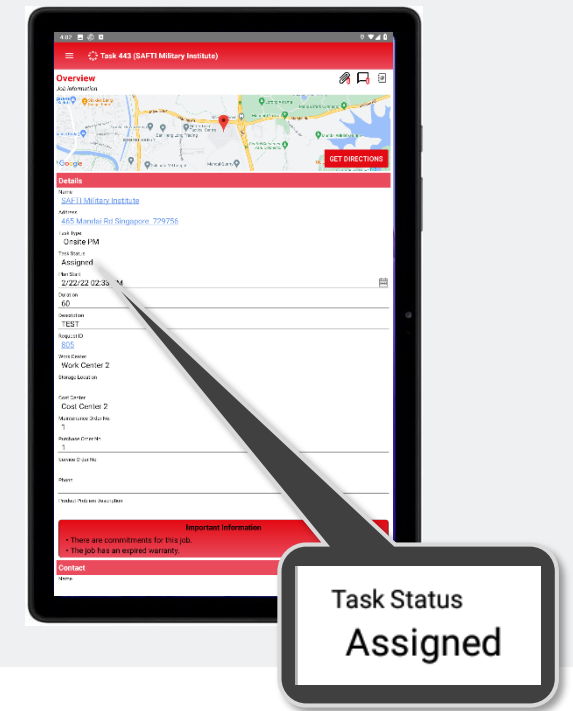 4:02
Task 443 (SAFTI Military Institute)
Overview
Job Information
Google
GET DIRECTIONS
Details
Name
SAFTI Military Institute
Address
465 Mandai Rd Singapore 729756
Task Type
Onsite PM
Task Status
Assigned
Plan Start
2/22/22 02:33 M
Duration
60
Description
TEST
Request ID
805
Work Center
Work Center 2
Storage Location
Cost Center
Cost Center 2
Maintenance Order No
1
Purchase Order No
1
Service Order No
Phone
Product Problem Description
Important Information
• There are commitments for this job.
• The job has an expired warranty.
Contact
Name
Task Status
Assigned